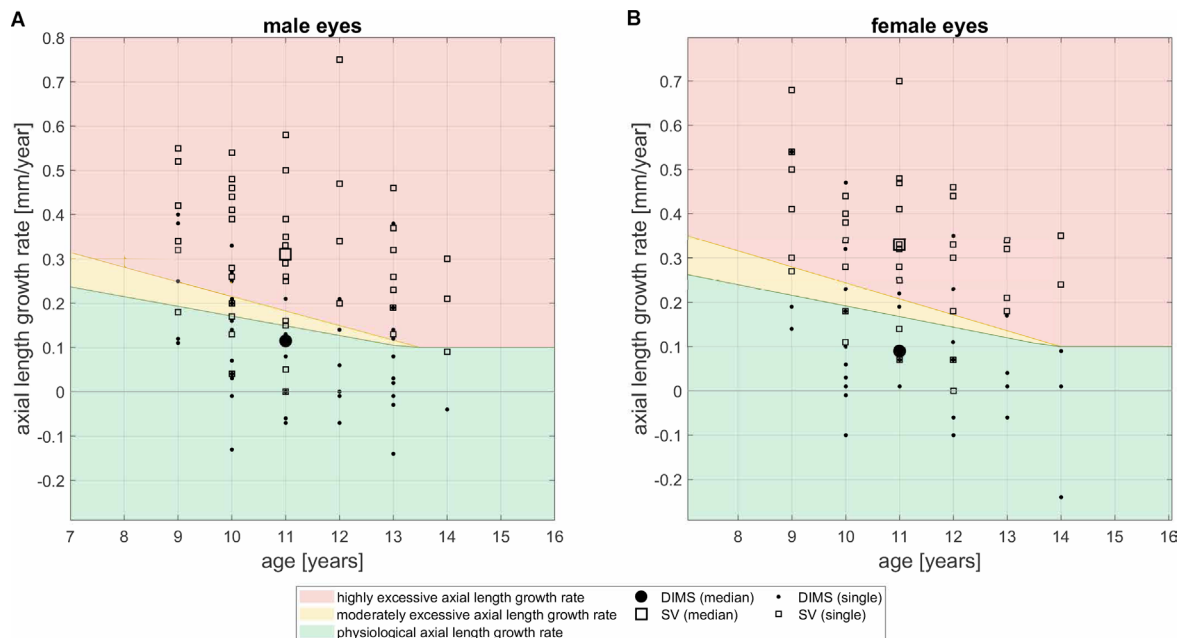 A
male eyes
axial length growth rate [mm/year]
0.8
0.7
0.6
0.5
0.4
0.3
0.2
0.1
0
-0.1
-0.2
7 8 9 10 11 12 13 14 15 16
age [years]
B
female eyes
axial length growth rate [mm/year]
0.7
0.6
0.5
0.4
0.3
0.2
0.1
0
-0.1
-0.2
8 9 10 11 12 13 14 15 16
age [years]
highly excessive axial length growth rate
moderately excessive axial length growth rate
physiological axial length growth rate
DIMS (median)
SV (median)
DIMS (single)
SV (single)